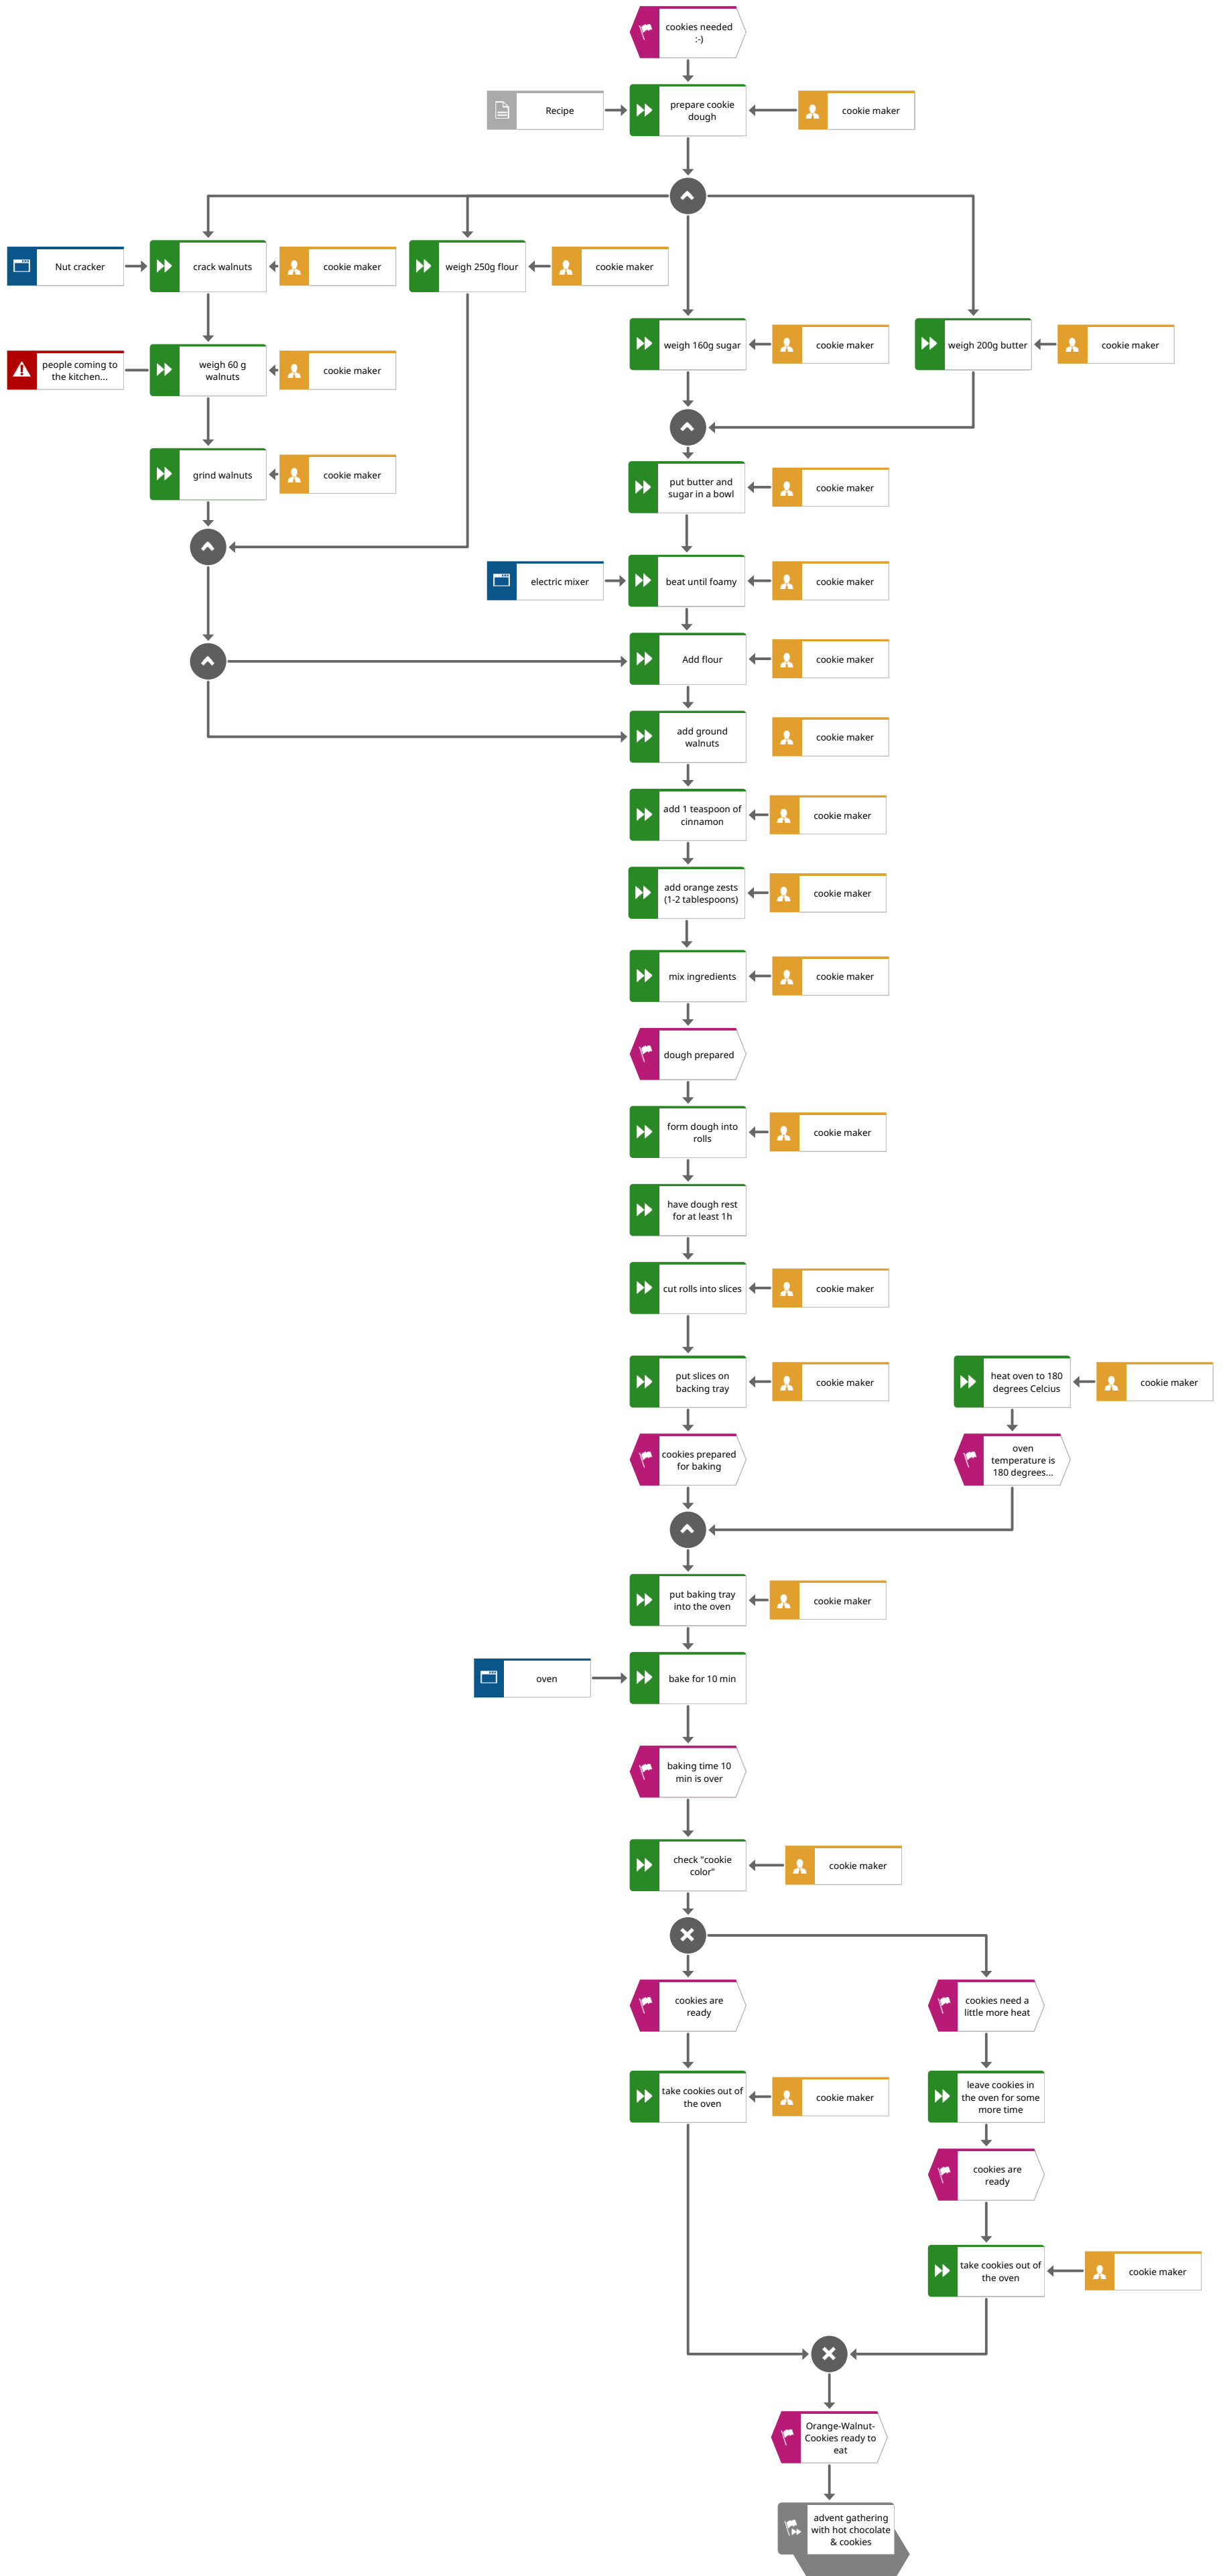 cookies needed
:-)
Recipe
prepare cookie
dough
cookie maker
Nut cracker
crack walnuts
cookie maker
weigh 250g flour
cookie maker
people coming to
the kitchen...
weigh 60 g
walnuts
cookie maker
weigh 160g sugar
cookie maker
weigh 200g butter
cookie maker
grind walnuts
cookie maker
put butter and
sugar in a bowl
cookie maker
electric mixer
beat until foamy
cookie maker
Add flour
cookie maker
add ground
walnuts
cookie maker
add 1 teaspoon of
cinnamon
cookie maker
add orange zests
(1-2 tablespoons)
cookie maker
mix ingredients
cookie maker
dough prepared
form dough into
rolls
cookie maker
have dough rest
for at least 1h
cut rolls into slices
cookie maker
put slices on
backing tray
cookie maker
heat oven to 180
degrees Celcius
cookie maker
cookies prepared
for baking
oven
temperature is
180 degrees...
put baking tray
into the oven
cookie maker
oven
bake for 10 min
baking time 10
min is over
check "cookie
color"
cookie maker
cookies are
ready
cookies need a
little more heat
take cookies out of
the oven
cookie maker
leave cookies in
the oven for some
more time
cookies are
ready
take cookies out of
the oven
cookie maker
Orange-Walnut-
Cookies ready to
eat
advent gathering
with hot chocolate
& cookies